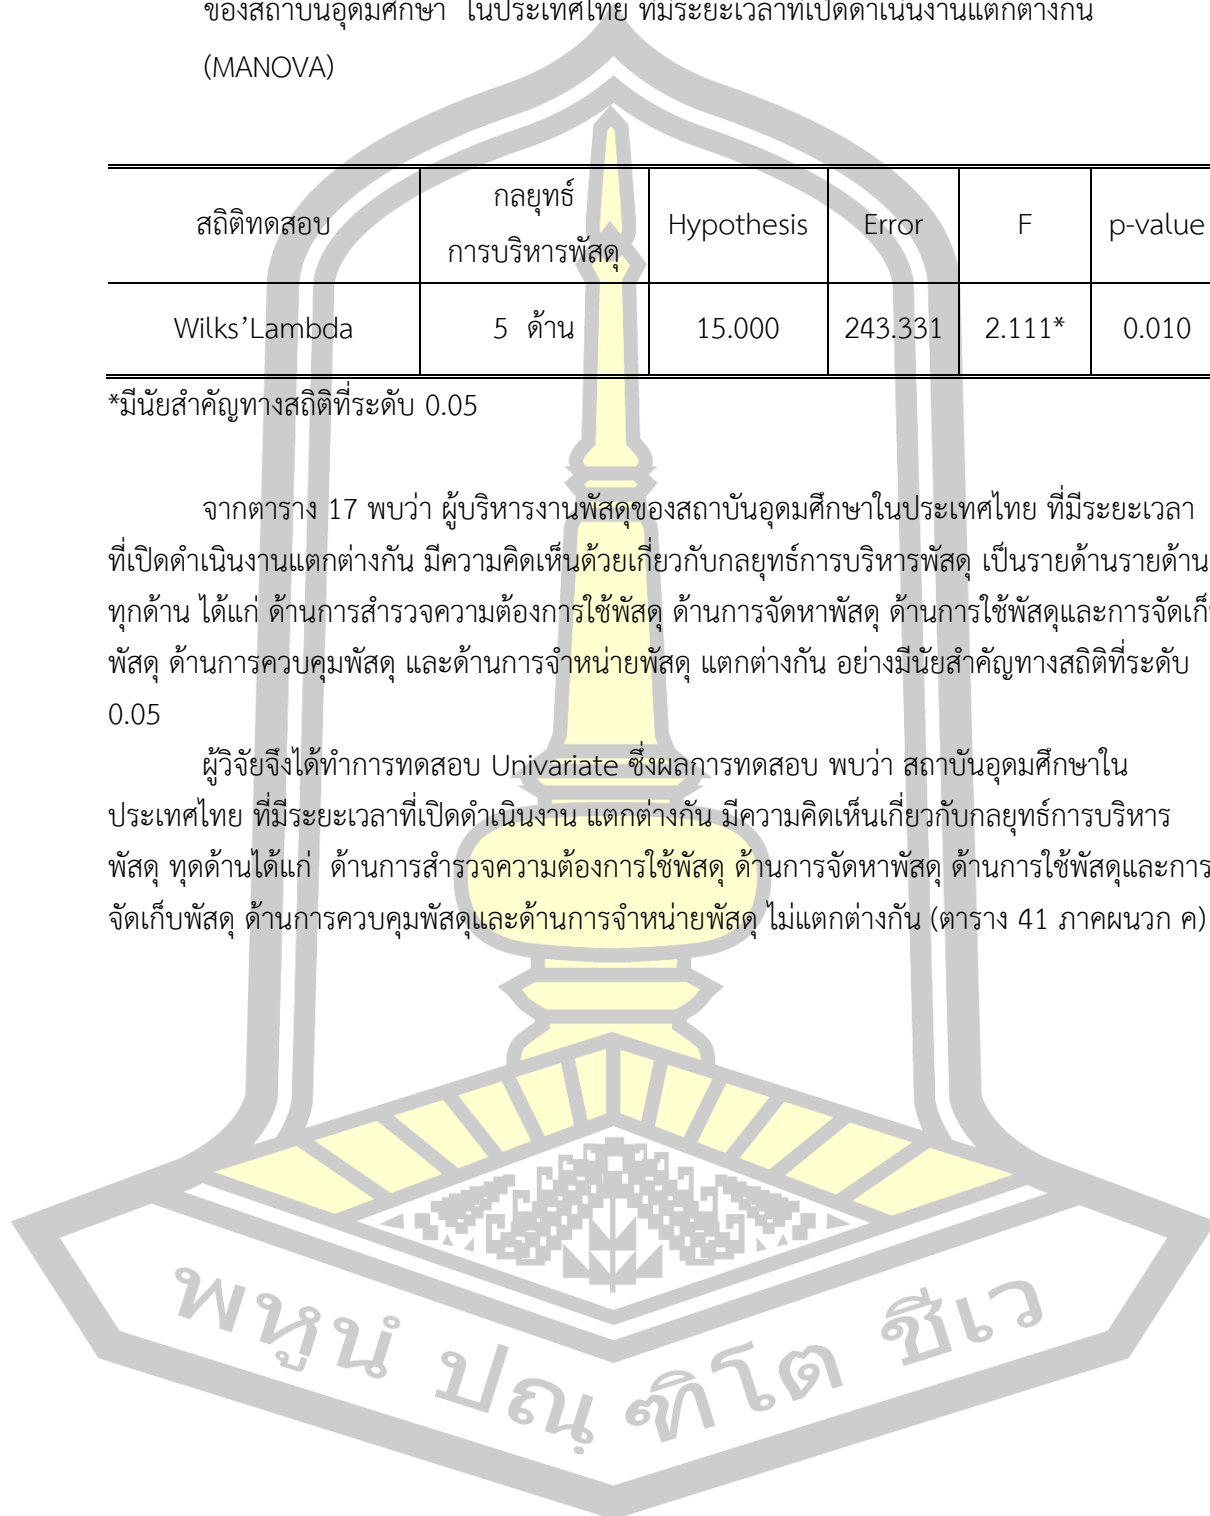 ของสถาบันอุดมศึกษา ในประเทศไทย ที่มีระยะเวลาที่เปิดดำเนินงานแตกต่างกัน
(MANOVA)
สถิติทดสอบ กลยุทธ์ การบริหารพัสดุ Hypothesis Error F p-value
Wilks’Lambda 5 ด้าน 15.000 243.331 2.111* 0.010
*มีนัยสำคัญทางสถิติที่ระดับ 0.05
จากตาราง 17 พบว่า ผู้บริหารงานพัสดุของสถาบันอุดมศึกษาในประเทศไทย ที่มีระยะเวลา
ที่เปิดดำเนินงานแตกต่างกัน มีความคิดเห็นด้วยเกี่ยวกับกลยุทธ์การบริหารพัสดุ เป็นรายด้านรายด้าน
ทุกด้าน ได้แก่ ด้านการสำรวจความต้องการใช้พัสดุ ด้านการจัดหาพัสดุ ด้านการใช้พัสดุและการจัดเก็บ
พัสดุ ด้านการควบคุมพัสดุ และด้านการจำหน่ายพัสดุ แตกต่างกัน อย่างมีนัยสำคัญทางสถิติที่ระดับ
0.05
ผู้วิจัยจึงได้ทำการทดสอบ Univariate ซึ่งผลการทดสอบ พบว่า สถาบันอุดมศึกษาใน
ประเทศไทย ที่มีระยะเวลาที่เปิดดำเนินงาน แตกต่างกัน มีความคิดเห็นเกี่ยวกับกลยุทธ์การบริหาร
พัสดุ ทุดด้านได้แก่ ด้านการสำรวจความต้องการใช้พัสดุ ด้านการจัดหาพัสดุ ด้านการใช้พัสดุและการ
จัดเก็บพัสดุ ด้านการควบคุมพัสดุและด้านการจำหน่ายพัสดุ ไม่แตกต่างกัน (ตาราง 41 ภาคผนวก ค)
พหูนํ ปณฺฑิโต ชีเว